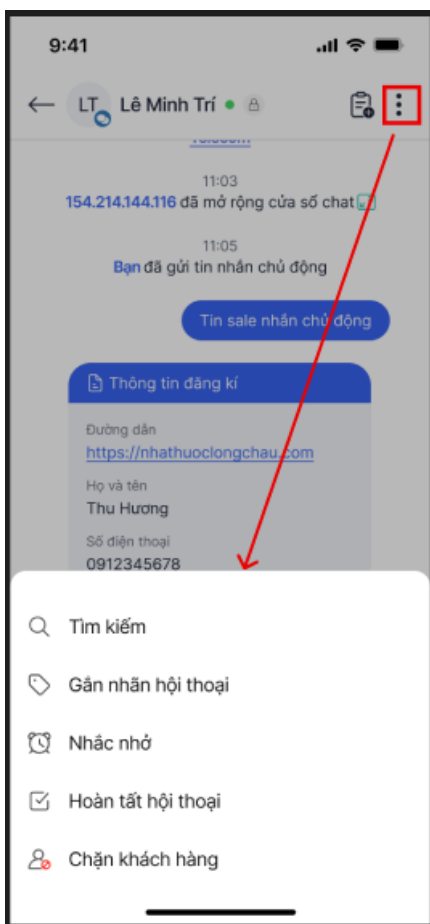 9:41
LT Lê Minh Trí
11:03
154.214.144.116 đã mở rộng cửa sổ chat
11:05
Bạn đã gửi tin nhắn chủ động
Tin sale nhắn chủ động
Thông tin đăng kí
Đường dẫn
https://nhathuoclongchau.com
Họ và tên
Thu Hương
Số điện thoại
0912345678
Tìm kiếm
Gắn nhãn hội thoại
Nhắc nhở
Hoàn tất hội thoại
Chặn khách hàng